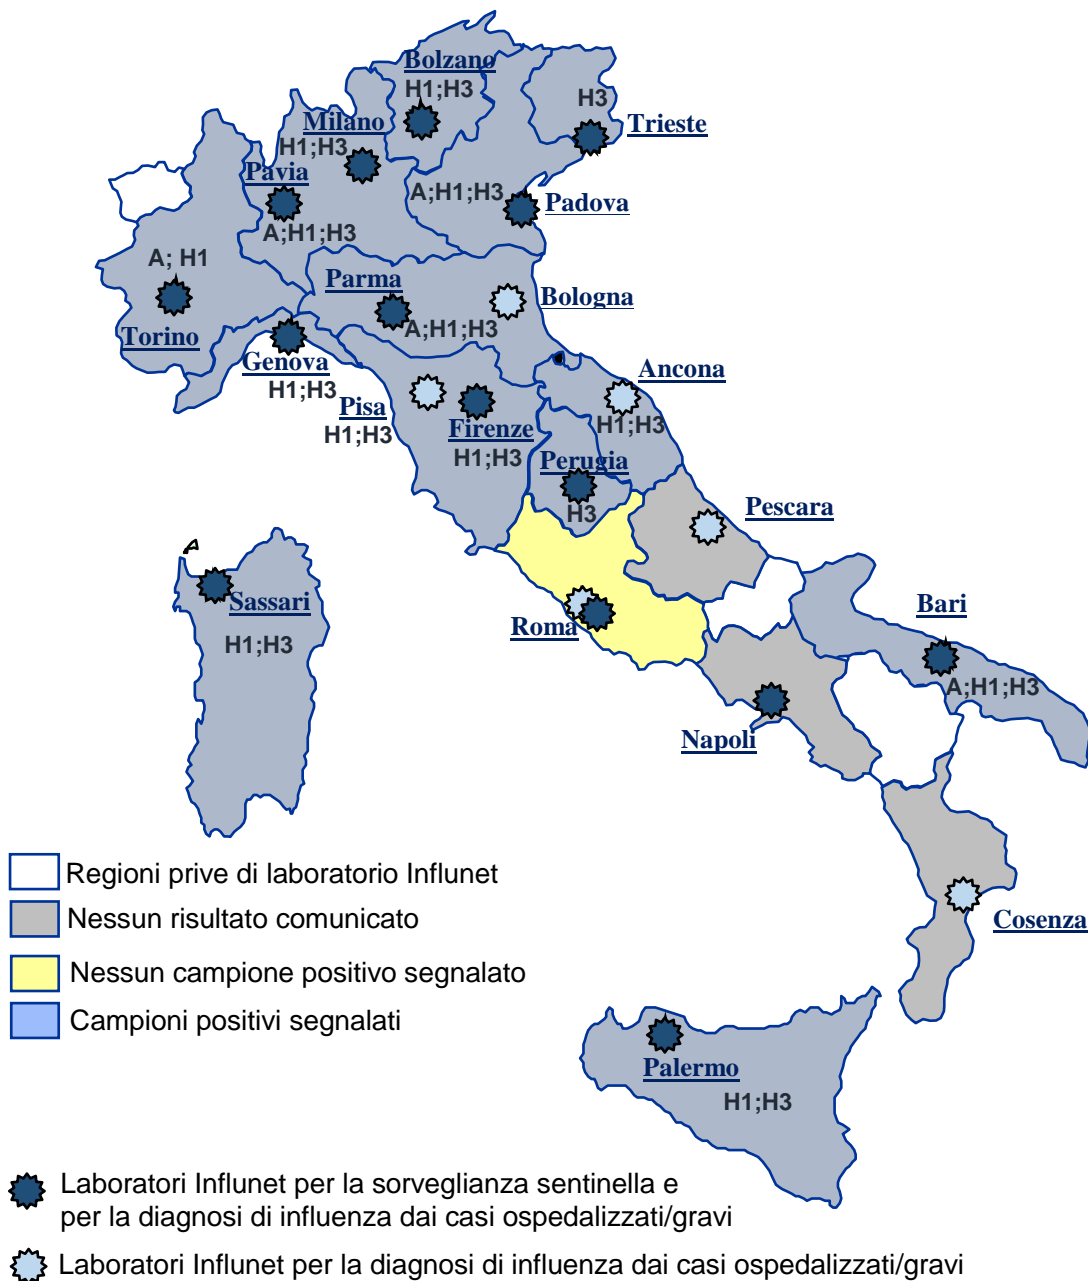 Bolzano
H1;H3
H3
Trieste
Milano
H1;H3
Pavia
A;H1;H3
A;H1;H3
Padova
A; H1
Torino
Parma
A;H1;H3
Bologna
Genova
H1;H3
Pisa
H1;H3
Firenze
H1;H3
Ancona
H1;H3
Perugia
H3
Pescara
Roma
Sassari
H1;H3
Bari
A;H1;H3
Napoli
Cosenza
Palermo
H1;H3
Regioni prive di laboratorio Influnet
Nessun risultato comunicato
Nessun campione positivo segnalato
Campioni positivi segnalati
Laboratori Influnet per la sorveglianza sentinella e
per la diagnosi di influenza dai casi ospedalizzati/gravi
Laboratori Influnet per la diagnosi di influenza dai casi ospedalizzati/gravi